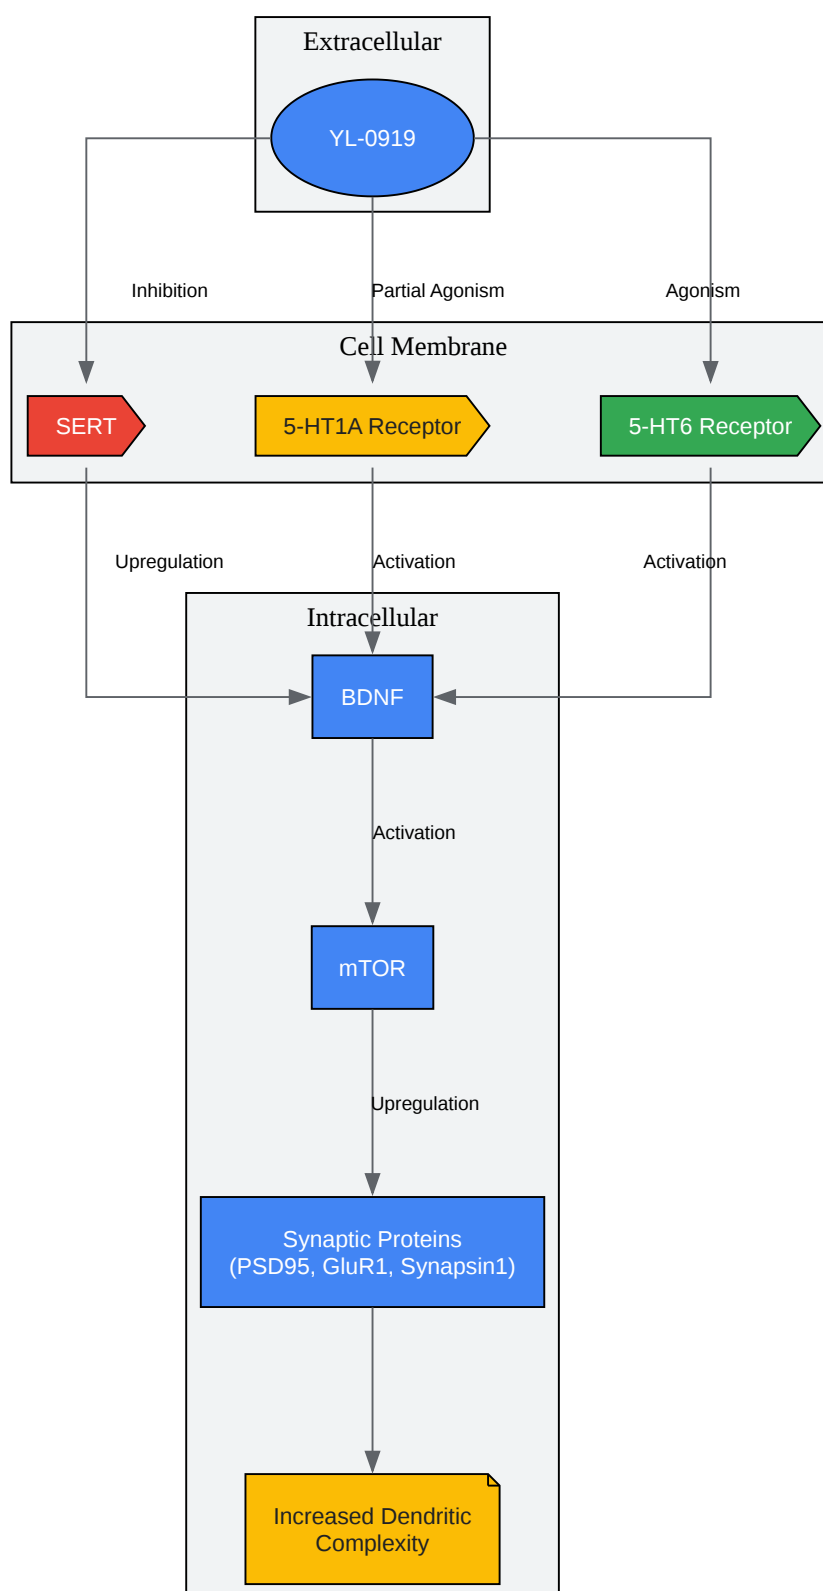 Extracellular
YL-0919
Inhibition
Partial Agonism
Agonism
Cell Membrane
SERT
5-HT1A Receptor
5-HT6 Receptor
Upregulation
Activation
Activation
Intracellular
BDNF
Activation
mTOR
Upregulation
Synaptic Proteins
(PSD95, GluR1, Synapsin1)
Increased Dendritic
Complexity